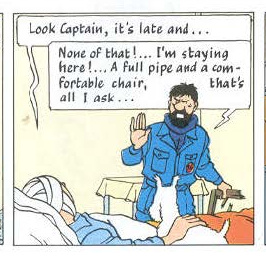 Look Captain, it's late and...
None of that!... I'm staying
here!... A full pipe and a com-
fortable chair, that's
all I ask...